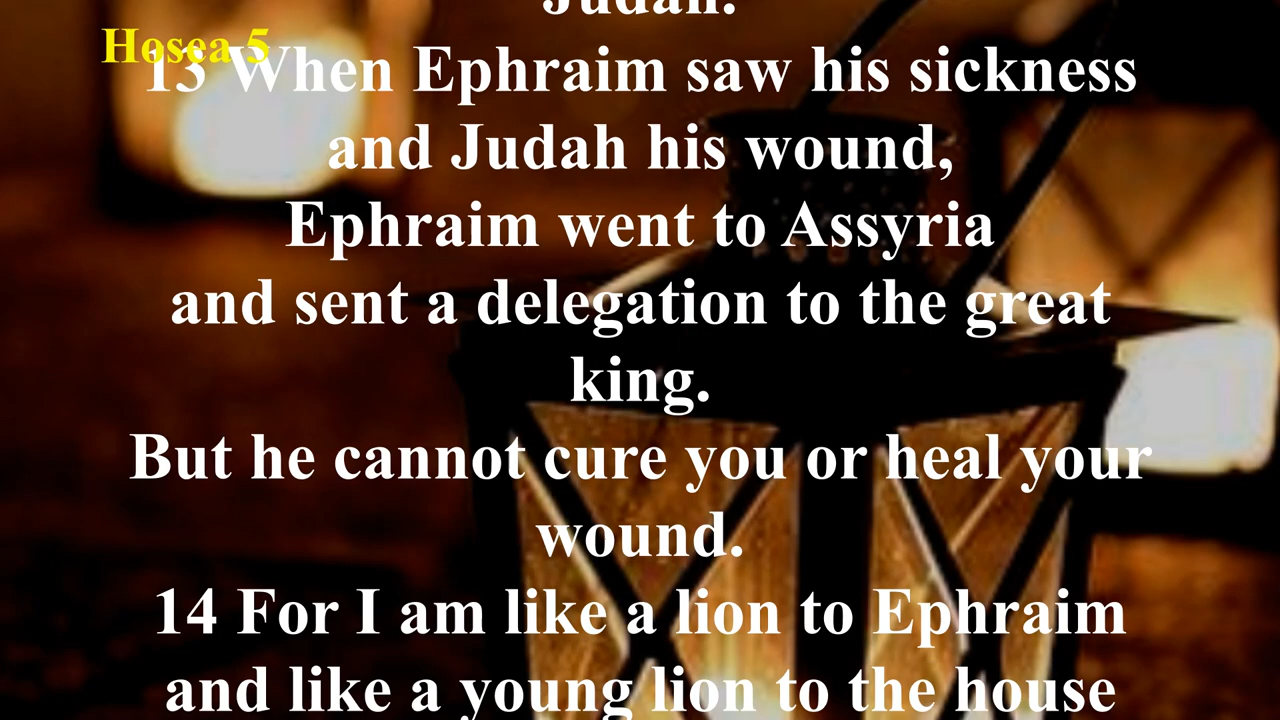 Judah.
Hosea 5
13 When Ephraim saw his sickness
and Judah his wound,
Ephraim went to Assyria
and sent a delegation to the great
king.
But he cannot cure you or heal your
wound.
14 For I am like a lion to Ephraim
and like a young lion to the house